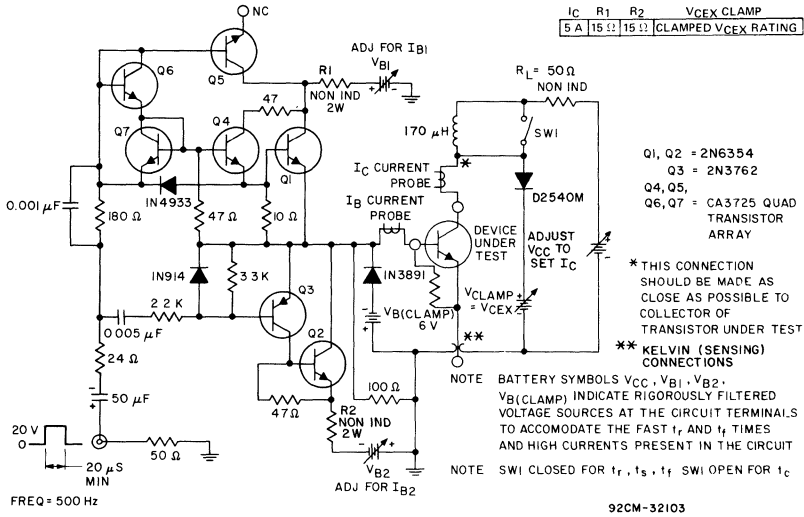 IC R1 R2 VCEX CLAMP
5 A 15 Ω 15 Ω CLAMPED VCEX RATING
NC
Q6
Q5
ADJ FOR IB1
VB1
+ -
R1
NON IND
2W
RL = 50 Ω
NON IND
Q7
Q4
47
Q1
170 μH
SW1
*
IC CURRENT
PROBE
IB CURRENT
PROBE
D2540M
Q1, Q2 = 2N6354
Q3 = 2N3762
Q4, Q5,
Q6, Q7 = CA3725 QUAD
TRANSISTOR
ARRAY
0.001 μF
180 Ω
1N4933
47 Ω
10 Ω
DEVICE
UNDER
TEST
ADJUST
VCC TO
SET IC
+
-
1N914
33K
Q3
1N3891
* THIS CONNECTION
SHOULD BE MADE AS
CLOSE AS POSSIBLE TO
COLLECTOR OF
TRANSISTOR UNDER TEST
22K
0.005 μF
Q2
-
+
VB(CLAMP)
6 V
VCLAMP
= VCEX
+
-
**
** KELVIN (SENSING)
CONNECTIONS
24 Ω
-
+
50 μF
47 Ω
100 Ω
R2
NON IND
2W
NOTE BATTERY SYMBOLS VCC, VB1, VB2,
VB(CLAMP) INDICATE RIGOROUSLY FILTERED
VOLTAGE SOURCES AT THE CIRCUIT TERMINALS
TO ACCOMODATE THE FAST tr AND tf TIMES
AND HIGH CURRENTS PRESENT IN THE CIRCUIT
20 V
0
20 μS
MIN
50 Ω
- +
VB2
ADJ FOR IB2
NOTE SW1 CLOSED FOR tr, ts, tf SW1 OPEN FOR tc
FREQ = 500 Hz
92CM-32103